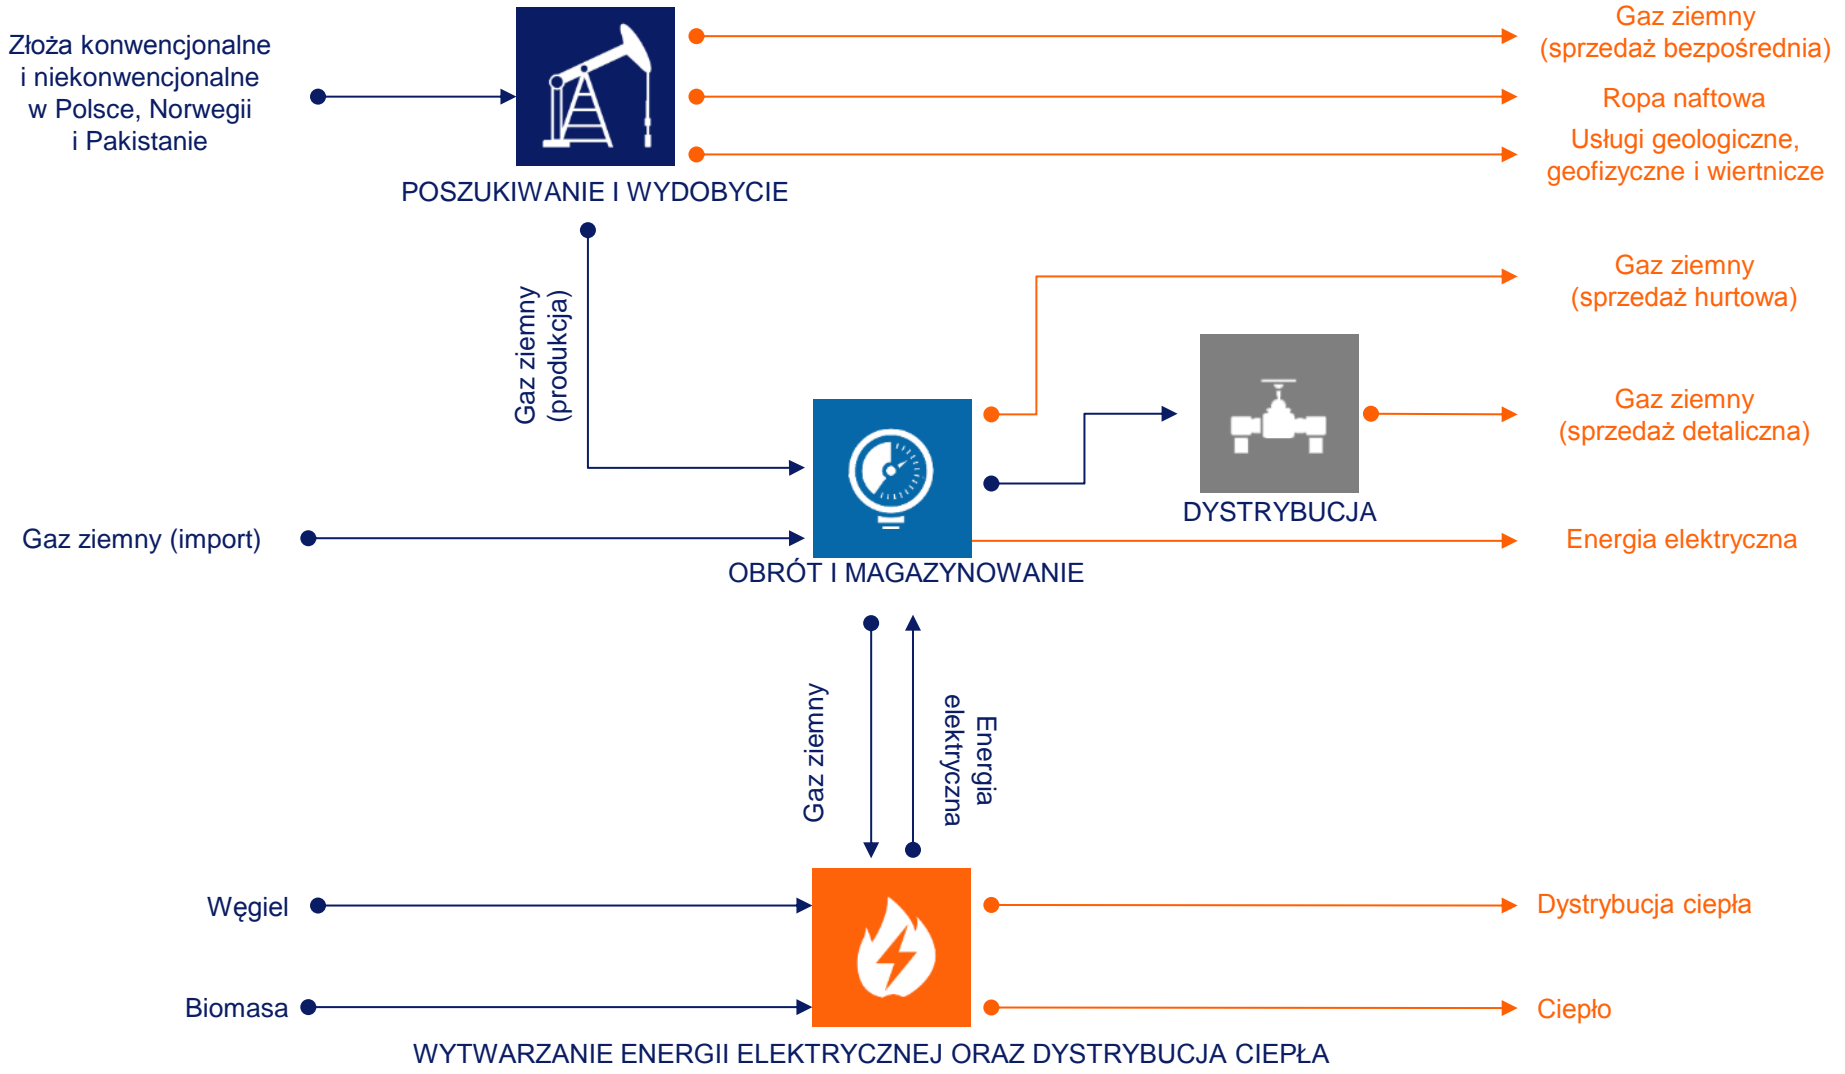 Złoża konwencjonalne
i niekonwencjonalne
w Polsce, Norwegii
i Pakistanie
POSZUKIWANIE I WYDOBYCIE
Gaz ziemny
(sprzedaż bezpośrednia)
Ropa naftowa
Usługi geologiczne,
geofizyczne i wiertnicze
Gaz ziemny
(produkcja)
Gaz ziemny
(sprzedaż hurtowa)
Gaz ziemny
(sprzedaż detaliczna)
DYSTRYBUCJA
Gaz ziemny (import)
Energia elektryczna
OBRÓT I MAGAZYNOWANIE
Gaz ziemny
Energia
elektryczna
Węgiel
Dystrybucja ciepła
Biomasa
Ciepło
WYTWARZANIE ENERGII ELEKTRYCZNEJ ORAZ DYSTRYBUCJA CIEPŁA